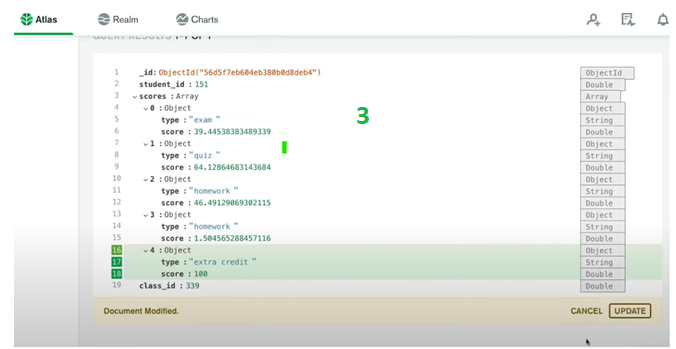 Atlas Realm Charts
QUERY RESULTS 1-1 OF 1
1 _id: ObjectId("56d5f7eb604eb380b0d8deb4") ObjectId
2 student_id : 151 Double
3 scores : Array Array
4 0 : Object Object
5 type : "exam " String
6 score : 39.44538383489339 Double
7 1 : Object Object
8 type : "quiz " String
9 score : 64.12864683143684 Double
10 2 : Object Object
11 type : "homework " String
12 score : 46.49129069302115 Double
13 3 : Object Object
14 type : "homework " String
15 score : 1.504565288457116 Double
16 4 : Object Object
17 type : "extra credit " String
18 score : 100 Double
19 class_id : 339 Double
3
Document Modified. CANCEL UPDATE